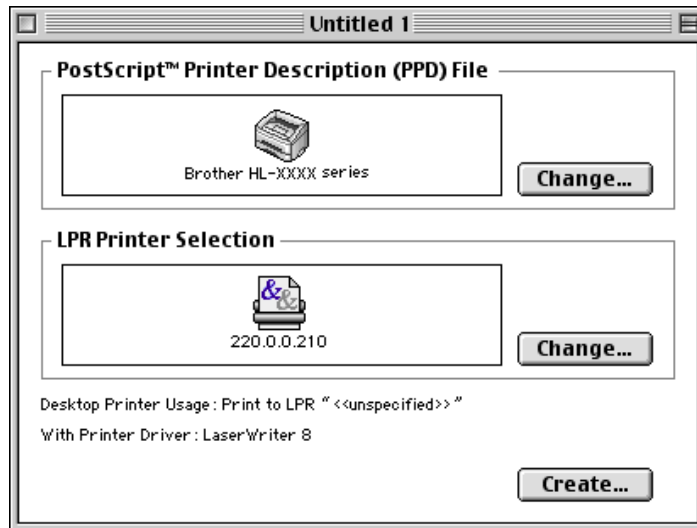 Untitled 1
PostScript™ Printer Description (PPD) File
Brother HL-XXXX series
Change...
LPR Printer Selection
&&
220.0.0.210
Change...
Desktop Printer Usage : Print to LPR “ <<unspecified>> ”
With Printer Driver : LaserWriter 8
Create...